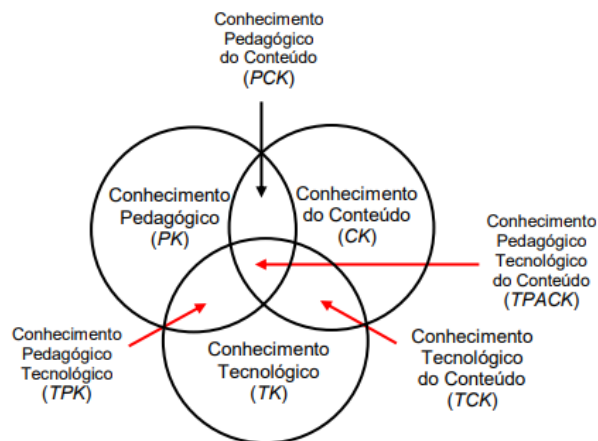 Conhecimento
Pedagógico
do Conteúdo
(PCK)
Conhecimento
Pedagógico
(PK)
Conhecimento
do Conteúdo
(CK)
Conhecimento
Pedagógico
Tecnológico
do Conteúdo
(TPACK)
Conhecimento
Pedagógico
Tecnológico
(TPK)
Conhecimento
Tecnológico
(TK)
Conhecimento
Tecnológico
do Conteúdo
(TCK)